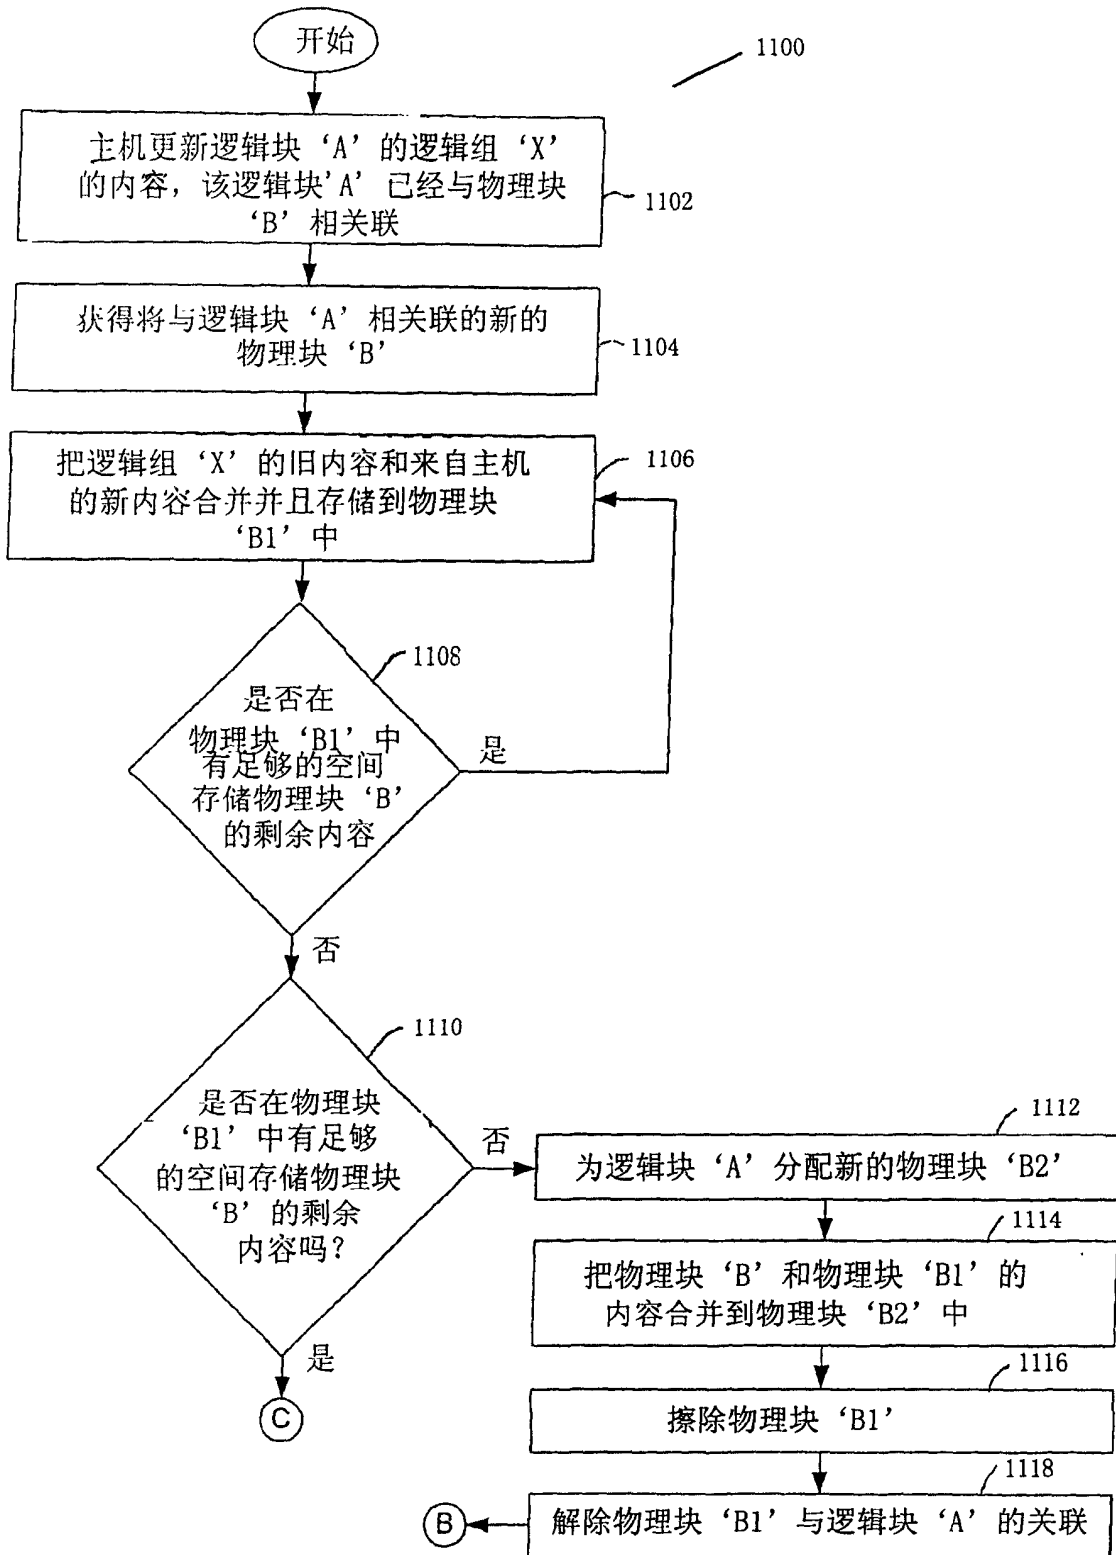 开始
1100
主机更新逻辑块‘A’的逻辑组‘X’
的内容，该逻辑块'A’已经与物理块
‘B’相关联
1102
获得将与逻辑块‘A’相关联的新的
物理块‘B’
1104
把逻辑组‘X’的旧内容和来自主机
的新内容合并并且存储到物理块
‘B1’中
1106
1108
是否在
物理块‘B1’中
有足够的空间
存储物理块‘B’
的剩余内容
是
否
1110
是否在物理块
‘B1’中有足够
的空间存储物理块
‘B’的剩余
内容吗？
否
是
C
1112
为逻辑块‘A’分配新的物理块‘B2’
1114
把物理块‘B’和物理块‘B1’的
内容合并到物理块‘B2’中
1116
擦除物理块‘B1’
1118
解除物理块‘B1’与逻辑块‘A’的关联
B